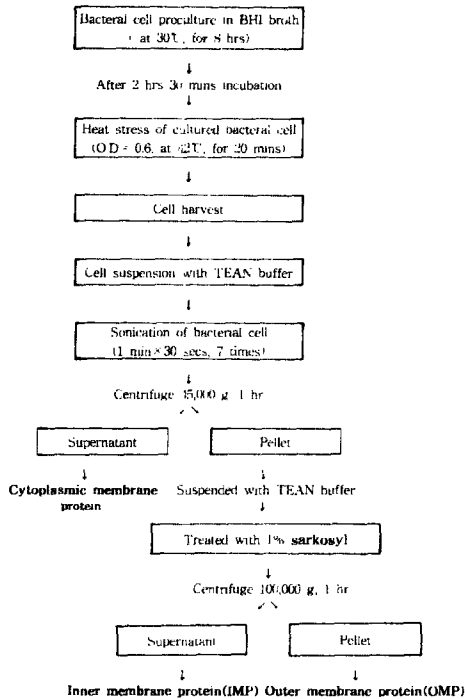 Bacteral cell preculture in BHI broth
at 30℃, for 8 hrs)
After 2 hrs 30 mins incubation
Heat stress of cultured bacteral cell
(O D = 0.6, at 42℃, for 20 mins)
Cell harvest
Cell suspension with TEAN buffer
Sonication of bacterial cell
(1 min × 30 secs, 7 times)
Centrifuge 15,000 g 1 hr
Supernatant Pellet
Cytoplasmic membrane protein Suspended with TEAN buffer
Treated with 1% sarkosyl
Centrifuge 100,000 g, 1 hr
Supernatant Pellet
Inner membrane protein(IMP) Outer membrane protein(OMP)